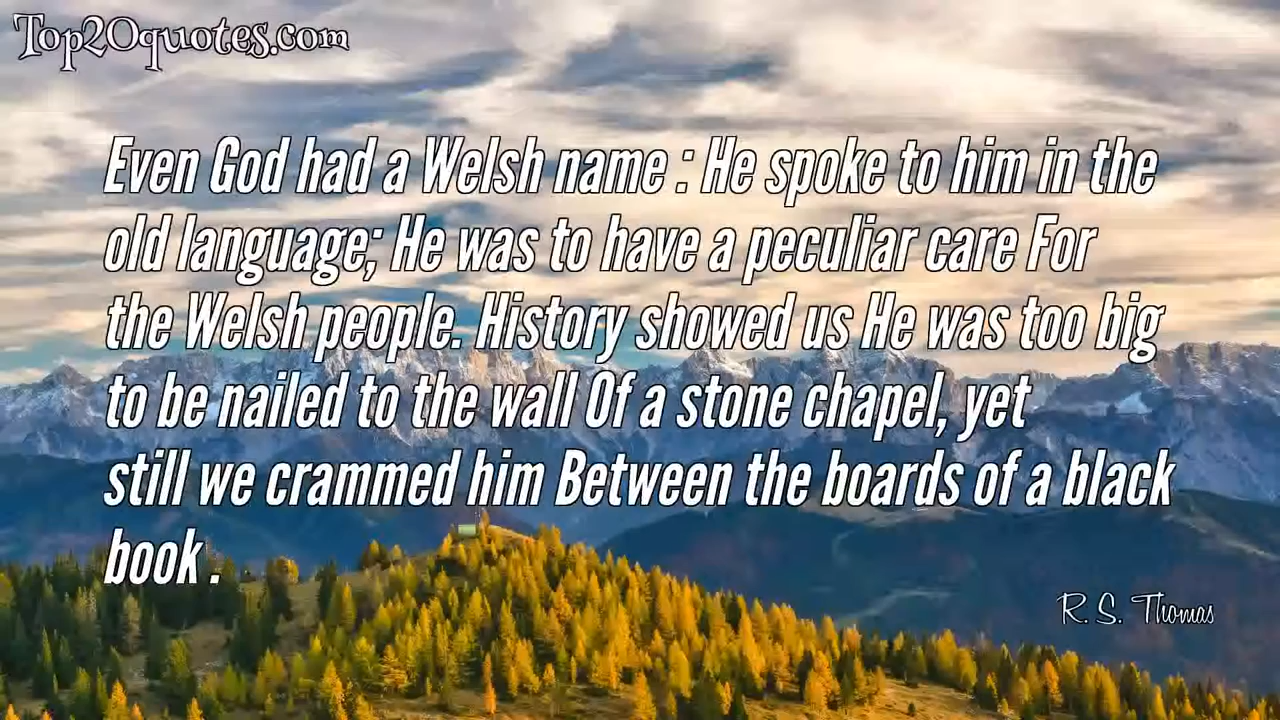 Top20quotes.com
Even God had a Welsh name : He spoke to him in the
old language; He was to have a peculiar care For
the Welsh people. History showed us He was too big
to be nailed to the wall Of a stone chapel, yet
still we crammed him Between the boards of a black
book .
R. S. Thomas